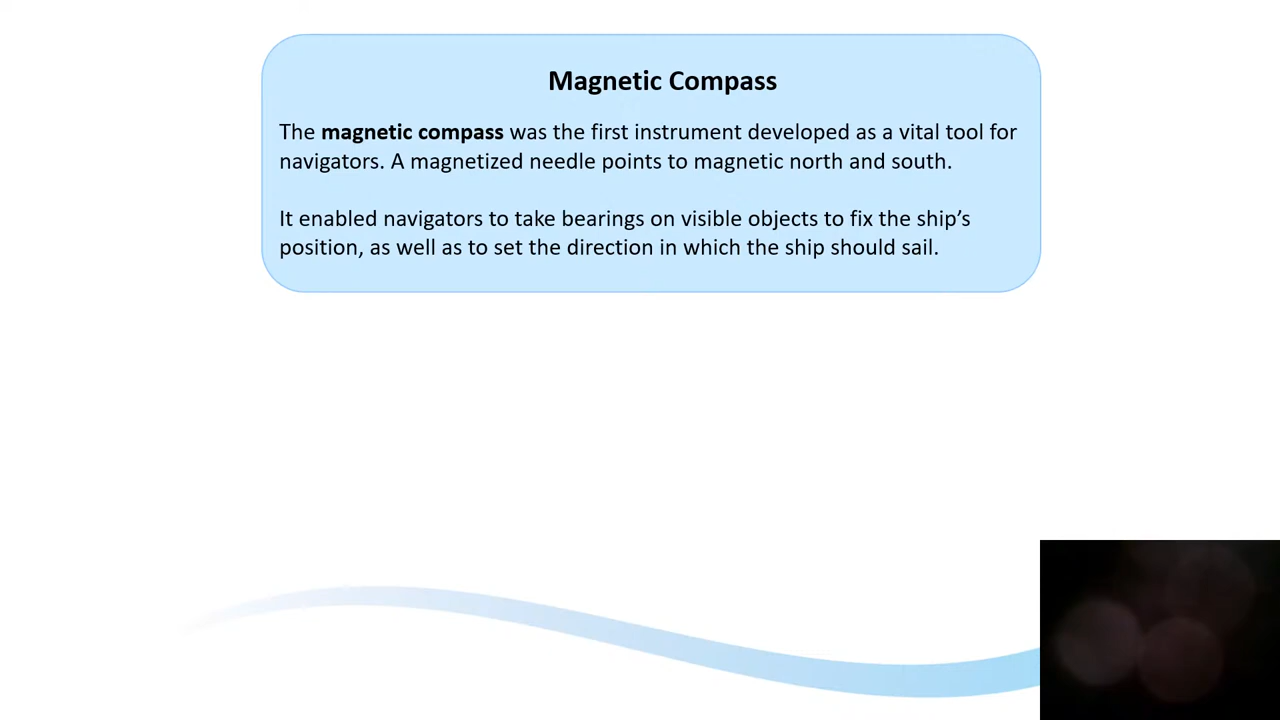 Magnetic Compass
The magnetic compass was the first instrument developed as a vital tool for
navigators. A magnetized needle points to magnetic north and south.
It enabled navigators to take bearings on visible objects to fix the ship’s
position, as well as to set the direction in which the ship should sail.